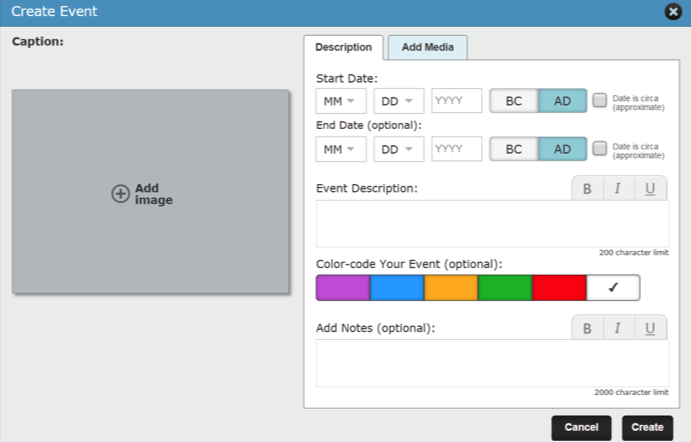 Create Event
Caption:
Add
image
Description
Add Media
Start Date:
MM DD YYYY BC AD Date is circa
(approximate)
End Date (optional):
MM DD YYYY BC AD Date is circa
(approximate)
Event Description: B I U
200 character limit
Color-code Your Event (optional):
Add Notes (optional): B I U
2000 character limit
Cancel Create